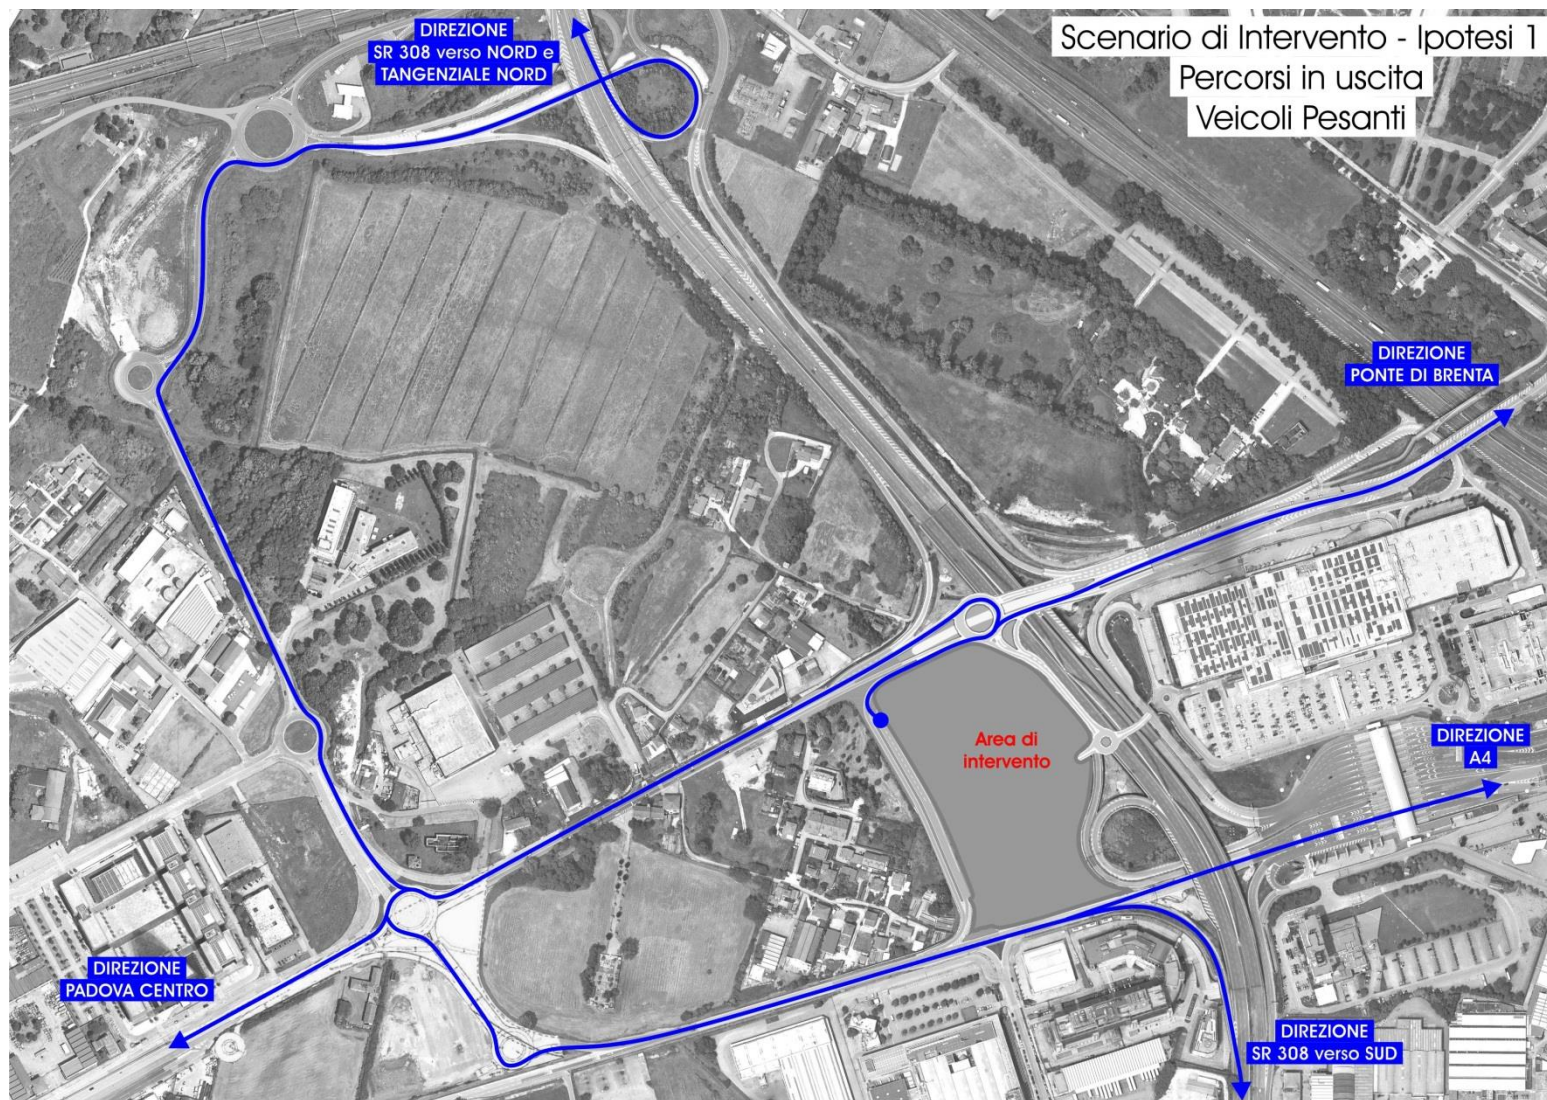 DIREZIONE
SR 308 verso NORD e
TANGENZIALE NORD
Scenario di Intervento - Ipotesi 1
Percorsi in uscita
Veicoli Pesanti
DIREZIONE
PONTE DI BRENTA
Area di
intervento
DIREZIONE
A4
DIREZIONE
PADOVA CENTRO
DIREZIONE
SR 308 verso SUD